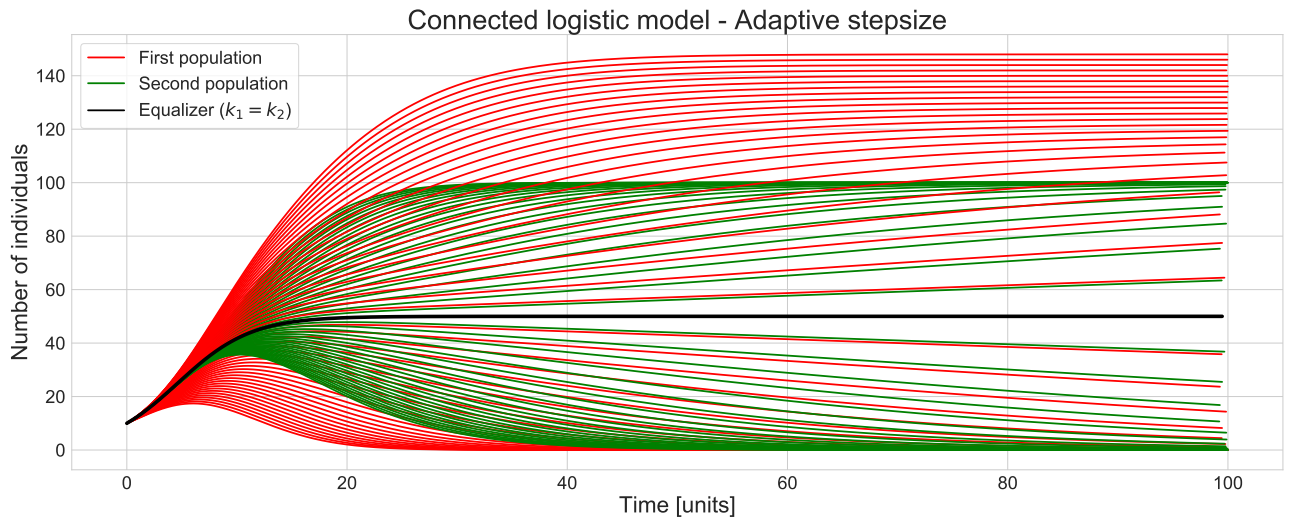 Connected logistic model - Adaptive stepsize
First population
Second population
Equalizer (k₁ = k₂)
Number of individuals
140
120
100
80
60
40
20
0
0 20 40 60 80 100
Time [units]